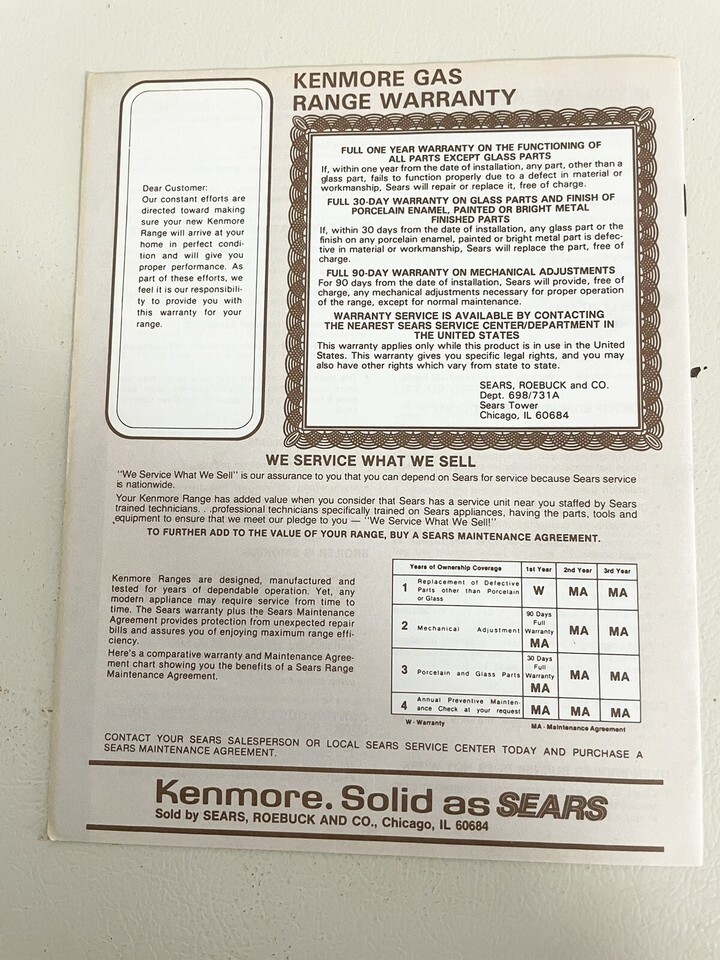 KENMORE GAS
RANGE WARRANTY
Dear Customer:
Our constant efforts are
directed toward making
sure your new Kenmore
Range will arrive at your
home in perfect condi-
tion and will give you
proper performance. As
part of these efforts, we
feel it is our responsibili-
ty to provide you with
this warranty for your
range.
FULL ONE YEAR WARRANTY ON THE FUNCTIONING OF
ALL PARTS EXCEPT GLASS PARTS
If, within one year from the date of installation, any part, other than a
glass part, fails to function properly due to a defect in material or
workmanship, Sears will repair or replace it, free of charge.
FULL 30-DAY WARRANTY ON GLASS PARTS AND FINISH OF
PORCELAIN ENAMEL, PAINTED OR BRIGHT METAL
FINISHED PARTS
If, within 30 days from the date of installation, any glass part or the
finish on any porcelain enamel, painted or bright metal part is defec-
tive in material or workmanship, Sears will replace the part, free of
charge.
FULL 90-DAY WARRANTY ON MECHANICAL ADJUSTMENTS
For 90 days from the date of installation, Sears will provide, free of
charge, any mechanical adjustments necessary for proper operation
of the range, except for normal maintenance.
WARRANTY SERVICE IS AVAILABLE BY CONTACTING
THE NEAREST SEARS SERVICE CENTER/DEPARTMENT IN
THE UNITED STATES
This warranty applies only while this product is in use in the United
States. This warranty gives you specific legal rights, and you may
also have other rights which vary from state to state.
SEARS, ROEBUCK and CO.
Dept. 698/731A
Sears Tower
Chicago, IL 60684
WE SERVICE WHAT WE SELL
"We Service What We Sell" is our assurance to you that you can depend on Sears for service because Sears service
is nationwide.
Your Kenmore Range has added value when you consider that Sears has a service unit near you staffed by Sears
trained technicians. . .professional technicians specifically trained on Sears appliances, having the parts, tools and
equipment to ensure that we meet our pledge to you — "We Service What We Sell!"
TO FURTHER ADD TO THE VALUE OF YOUR RANGE, BUY A SEARS MAINTENANCE AGREEMENT.
Kenmore Ranges are designed, manufactured and
tested for years of dependable operation. Yet, any
modern appliance may require service from time to
time. The Sears warranty plus the Sears Maintenance
Agreement provides protection from unexpected repair
bills and assures you of enjoying maximum range effi-
ciency.
Here's a comparative warranty and Maintenance Agree-
ment chart showing you the benefits of a Sears Range
Maintenance Agreement.
Years of Ownership Coverage 1st Year 2nd Year 3rd Year
1 Replacement of Defective Parts other than Porcelain or Glass W MA MA
2 Mechanical Adjustment 90 Days Full Warranty MA MA MA
3 Porcelain and Glass Parts 30 Days Full Warranty MA MA MA
4 Annual Preventive Mainten- ance Check at your request MA MA MA
W - Warranty MA - Maintenance Agreement
CONTACT YOUR SEARS SALESPERSON OR LOCAL SEARS SERVICE CENTER TODAY AND PURCHASE A
SEARS MAINTENANCE AGREEMENT.
Kenmore. Solid as SEARS
Sold by SEARS, ROEBUCK AND CO., Chicago, IL 60684